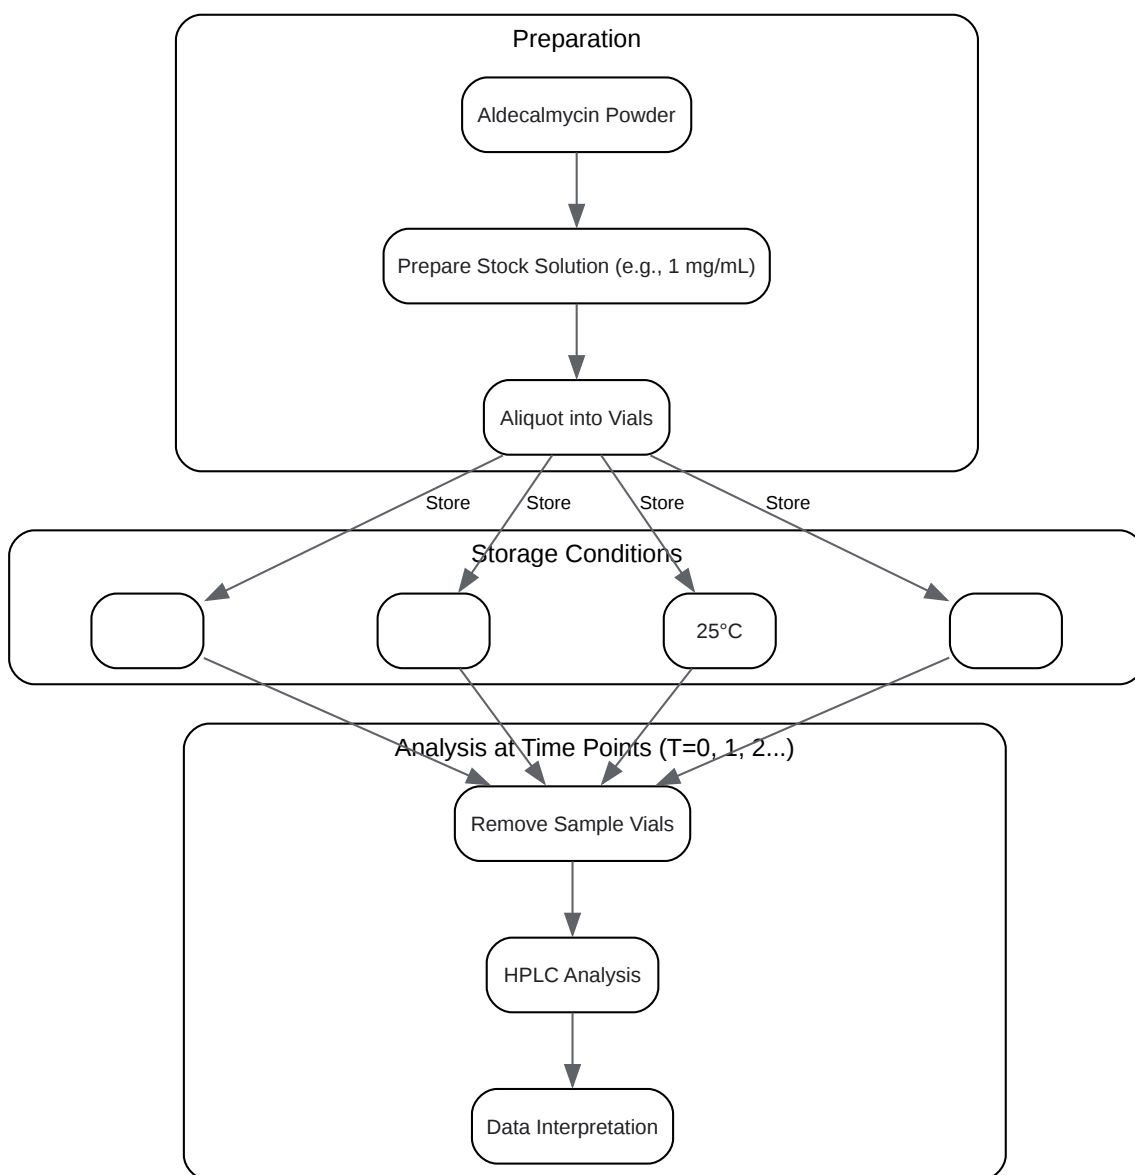 Preparation
Aldecalmycin Powder
Prepare Stock Solution (e.g., 1 mg/mL)
Aliquot into Vials
Store
Store
Store
Store
Storage Conditions
25°C
Analysis at Time Points (T=0, 1, 2...)
Remove Sample Vials
HPLC Analysis
Data Interpretation